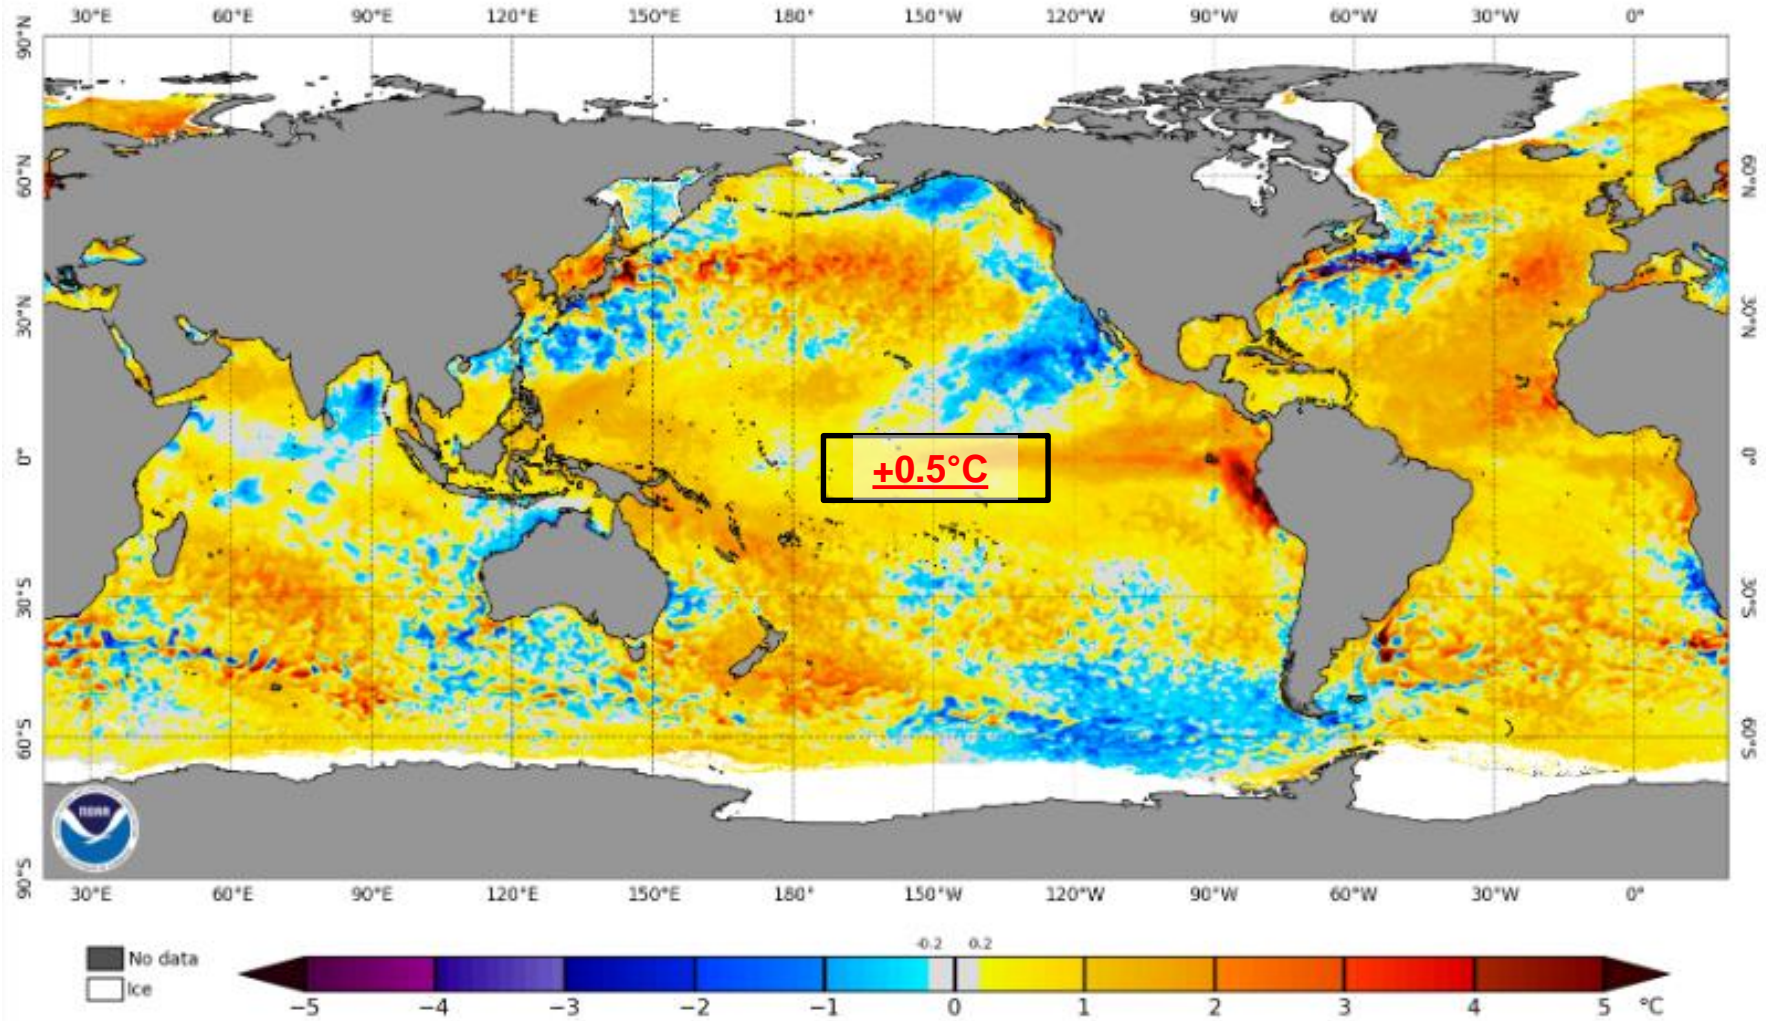 30°E 60°E 90°E 120°E 150°E 180° 150°W 120°W 90°W 60°W 30°W 0°
90°N
60°N 60°N
30°N 30°N
0° 0°
+0.5°C
30°S 30°S
60°S 60°S
NOAA
90°S
30°E 60°E 90°E 120°E 150°E 180° 150°W 120°W 90°W 60°W 30°W 0°
-0.2 0.2
No data
Ice
−5 −4 −3 −2 −1 0 1 2 3 4 5 °C